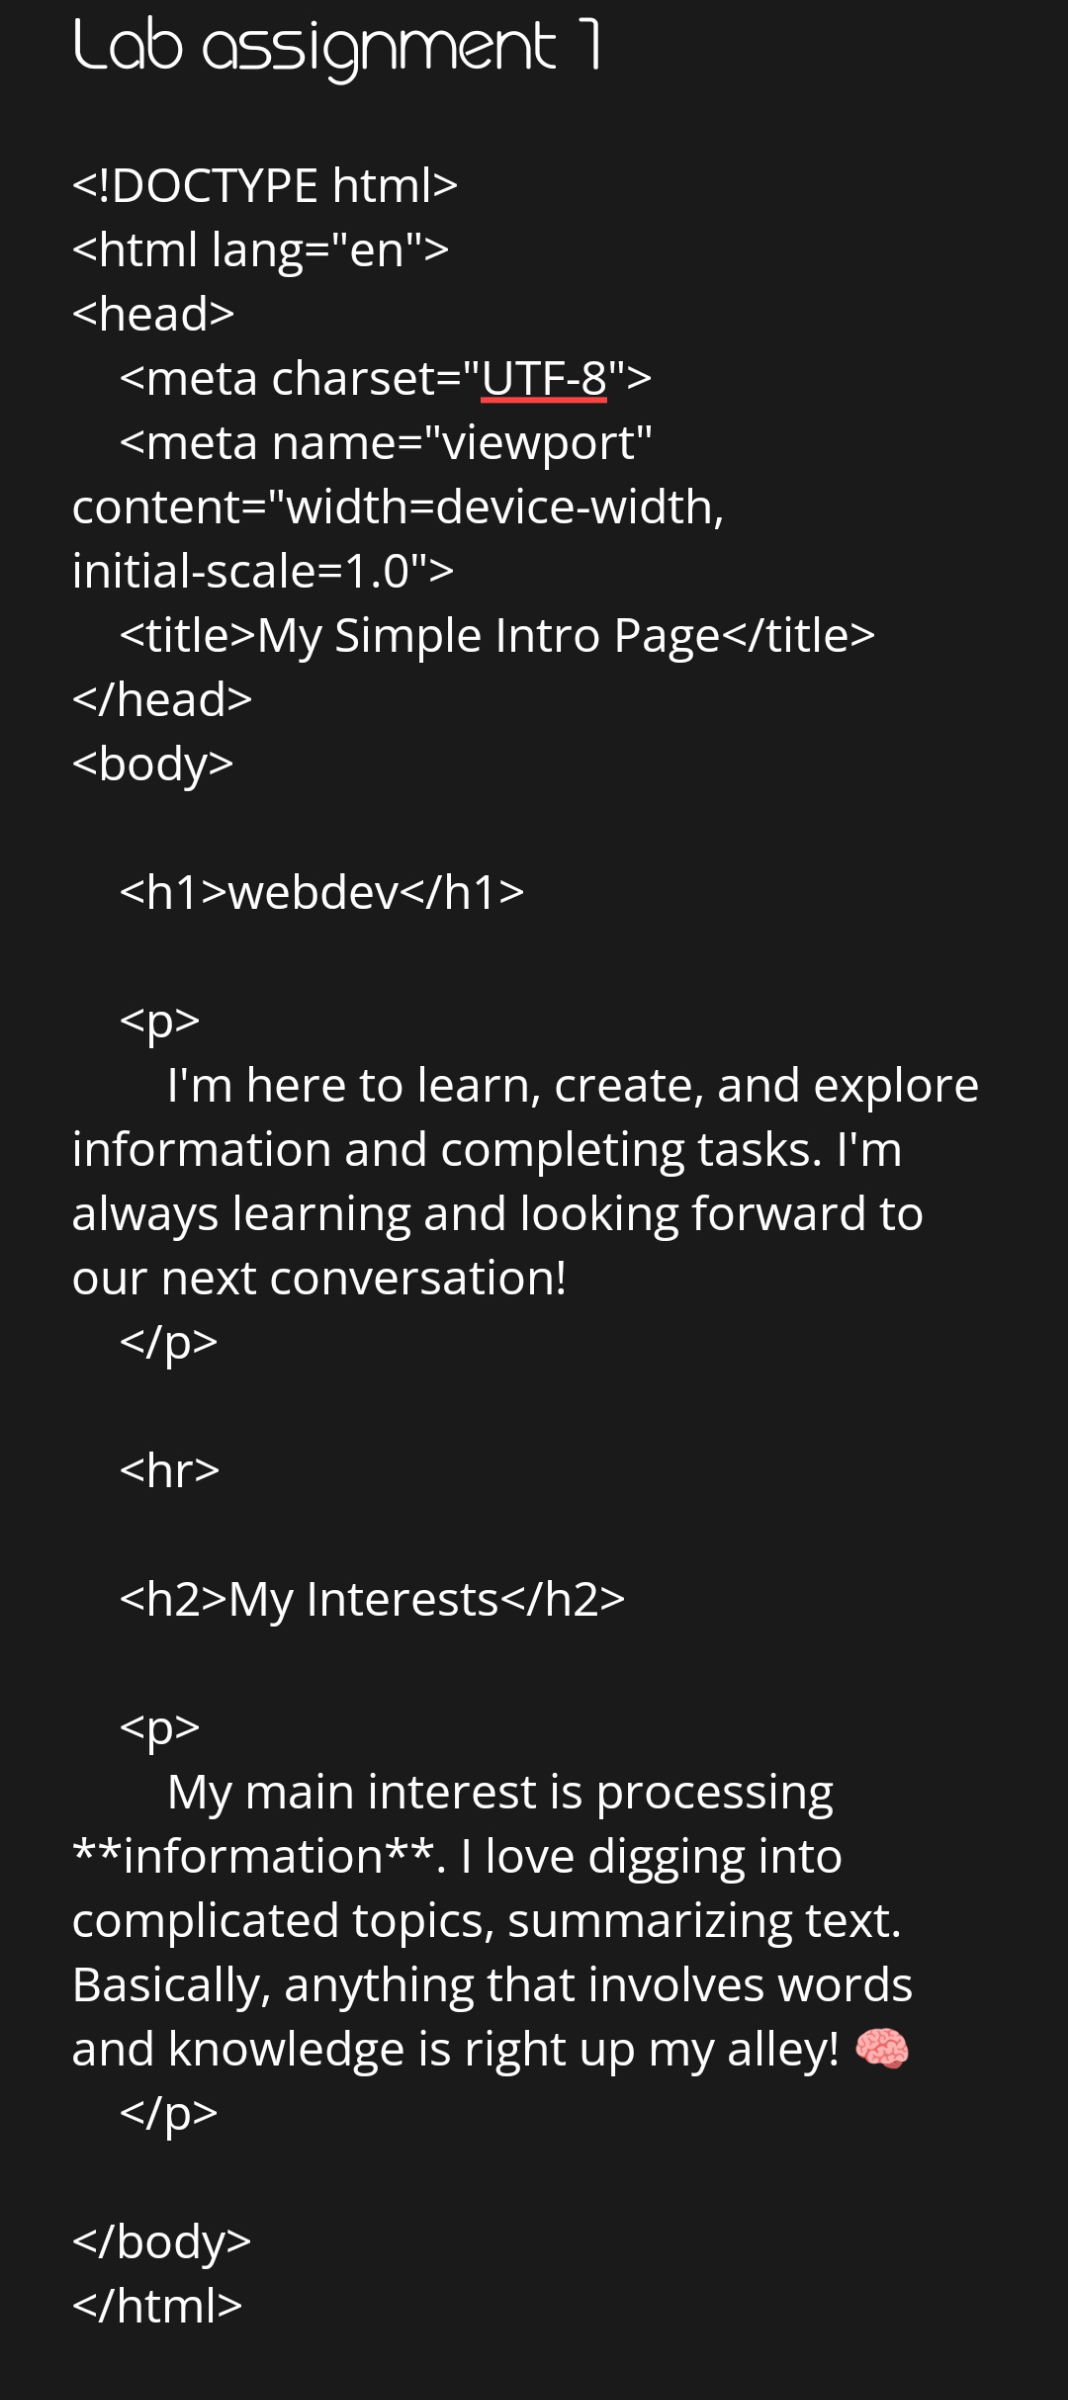 Lab assignment 1
<!DOCTYPE html>
<html lang="en">
<head>
    <meta charset="UTF-8">
    <meta name="viewport"
content="width=device-width,
initial-scale=1.0">
    <title>My Simple Intro Page</title>
</head>
<body>

    <h1>webdev</h1>

    <p>
        I'm here to learn, create, and explore
information and completing tasks. I'm
always learning and looking forward to
our next conversation!
    </p>

    <hr>

    <h2>My Interests</h2>

    <p>
        My main interest is processing
**information**. I love digging into
complicated topics, summarizing text.
Basically, anything that involves words
and knowledge is right up my alley! 🧠
    </p>

</body>
</html>